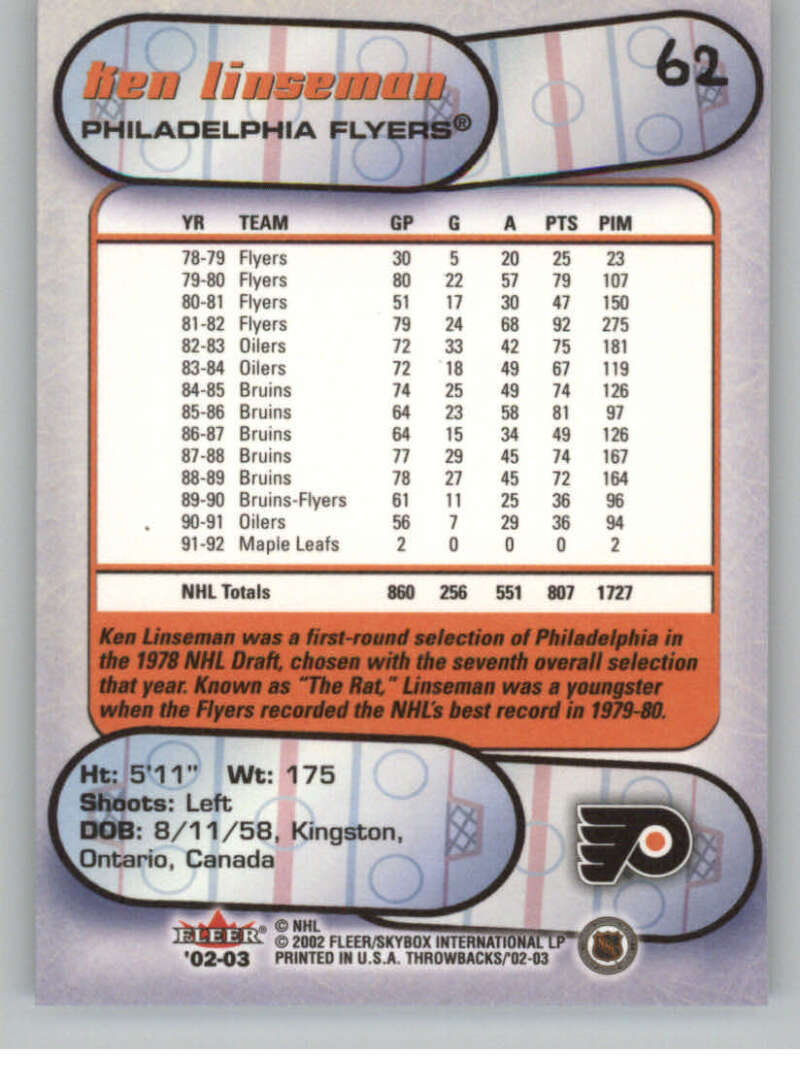 Ken Linseman
PHILADELPHIA FLYERS®
62
YR TEAM GP G A PTS PIM
78-79 Flyers 30 5 20 25 23
79-80 Flyers 80 22 57 79 107
80-81 Flyers 51 17 30 47 150
81-82 Flyers 79 24 68 92 275
82-83 Oilers 72 33 42 75 181
83-84 Oilers 72 18 49 67 119
84-85 Bruins 74 25 49 74 126
85-86 Bruins 64 23 58 81 97
86-87 Bruins 64 15 34 49 126
87-88 Bruins 77 29 45 74 167
88-89 Bruins 78 27 45 72 164
89-90 Bruins-Flyers 61 11 25 36 96
90-91 Oilers 56 7 29 36 94
91-92 Maple Leafs 2 0 0 0 2
NHL Totals 860 256 551 807 1727
Ken Linseman was a first-round selection of Philadelphia in
the 1978 NHL Draft, chosen with the seventh overall selection
that year. Known as "The Rat," Linseman was a youngster
when the Flyers recorded the NHL's best record in 1979-80.
Ht: 5'11" Wt: 175
Shoots: Left
DOB: 8/11/58, Kingston,
Ontario, Canada
FLEER®
'02-03
© NHL
© 2002 FLEER/SKYBOX INTERNATIONAL LP
PRINTED IN U.S.A. THROWBACKS/'02-03
NHL